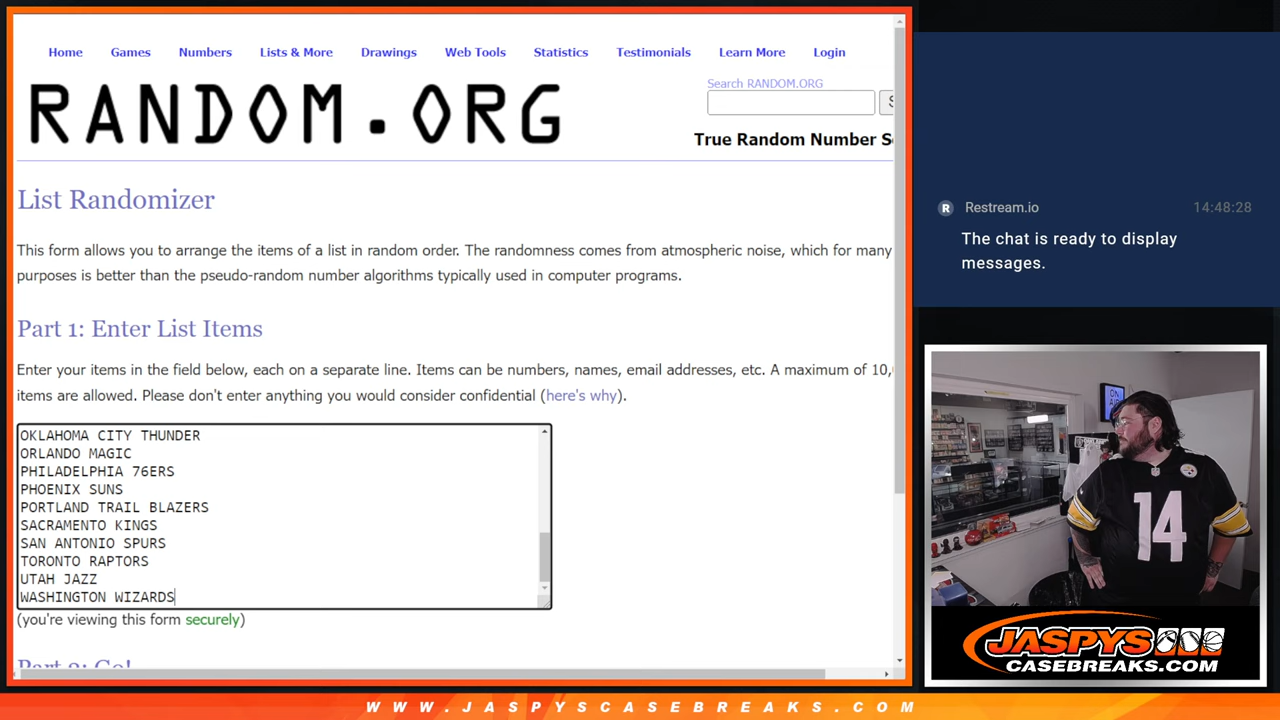 Home Games Numbers Lists & More Drawings Web Tools Statistics Testimonials Learn More Login
Search RANDOM.ORG
RANDOM.ORG
True Random Number
List Randomizer
This form allows you to arrange the items of a list in random order. The randomness comes from atmospheric noise, which for many
purposes is better than the pseudo-random number algorithms typically used in computer programs.
Part 1: Enter List Items
Enter your items in the field below, each on a separate line. Items can be numbers, names, email addresses, etc. A maximum of 10,
items are allowed. Please don't enter anything you would consider confidential (here's why).
OKLAHOMA CITY THUNDER
ORLANDO MAGIC
PHILADELPHIA 76ERS
PHOENIX SUNS
PORTLAND TRAIL BLAZERS
SACRAMENTO KINGS
SAN ANTONIO SPURS
TORONTO RAPTORS
UTAH JAZZ
WASHINGTON WIZARDS
(you're viewing this form securely)
Part 2: Go!
R Restream.io 14:48:28
The chat is ready to display
messages.
ON AIR
14
JASPYS
CASEBREAKS.COM
WWW.JASPYSCASEBREAKS.COM